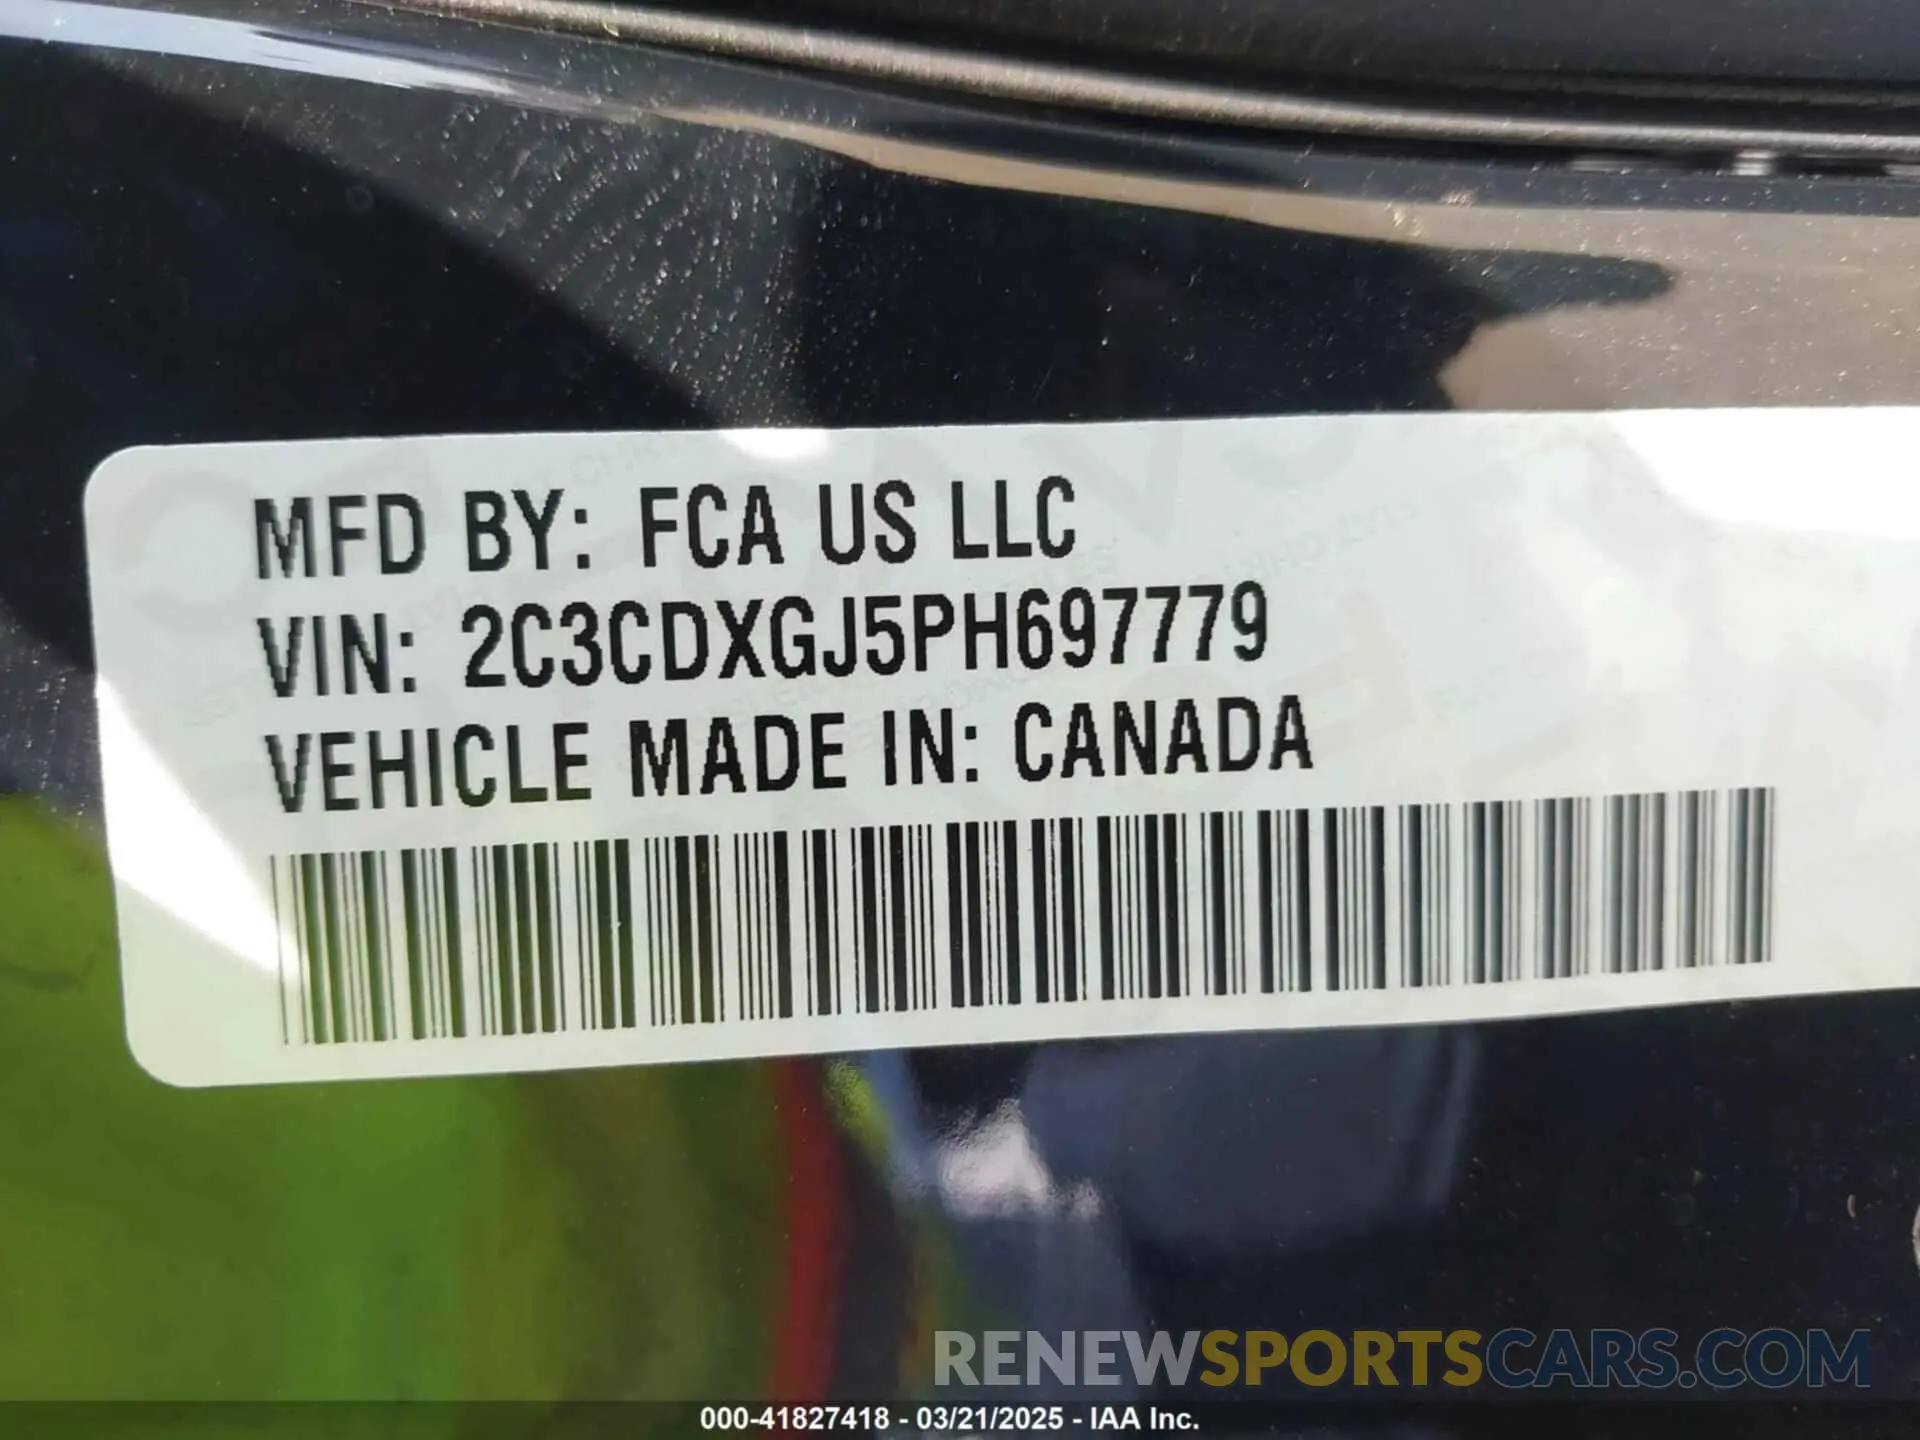 MFD BY: FCA US LLC
VIN: 2C3CDXGJ5PH697779
VEHICLE MADE IN: CANADA
RENEWSPORTSCARS.COM
000-41827418 - 03/21/2025 - IAA Inc.